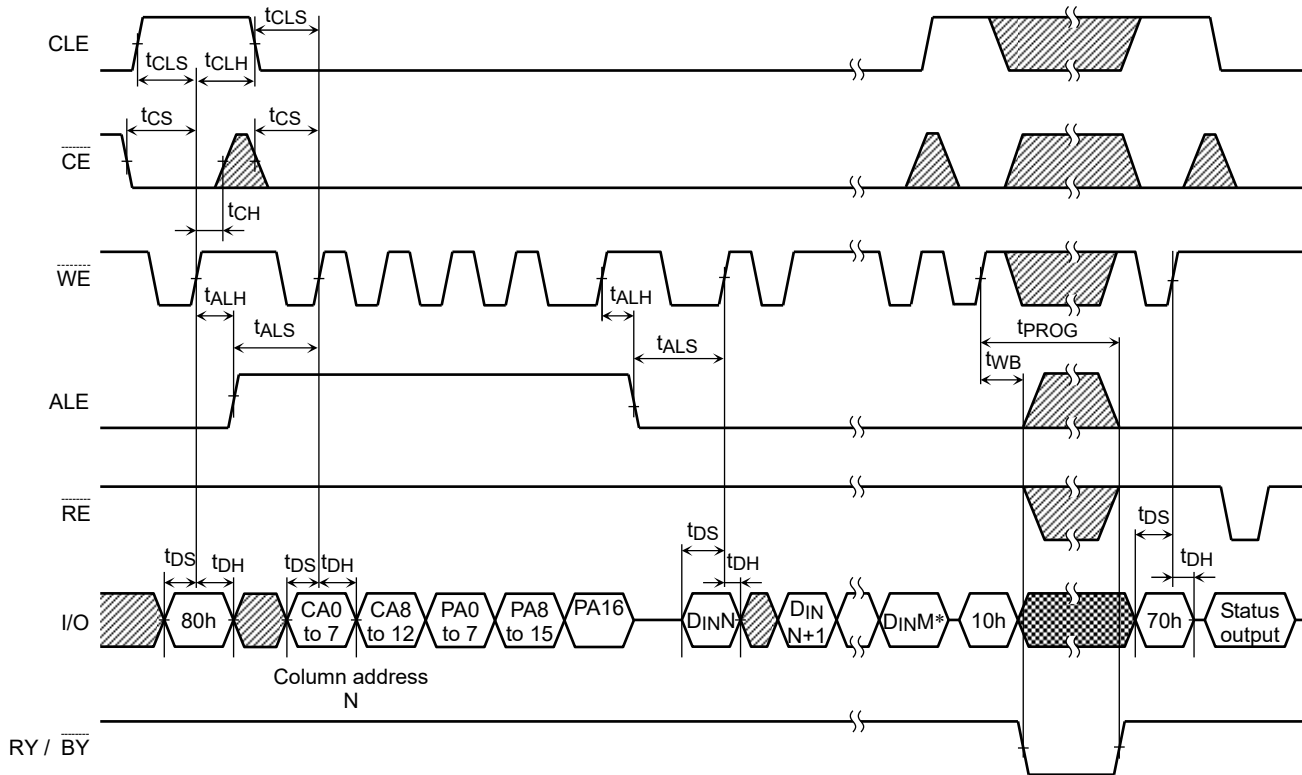 tCLS
CLE
tCLS tCLH
tCS tCS
CE
tCH
WE
tALH tALH
tALS tALS tPROG
tWB
ALE
RE
tDS tDH tDS tDH tDS tDH tDS tDH
I/O 80h CA0 to 7 CA8 to 12 PA0 to 7 PA8 to 15 PA16 DINN DIN N+1 DINM* 10h 70h Status output
Column address
N
RY / BY